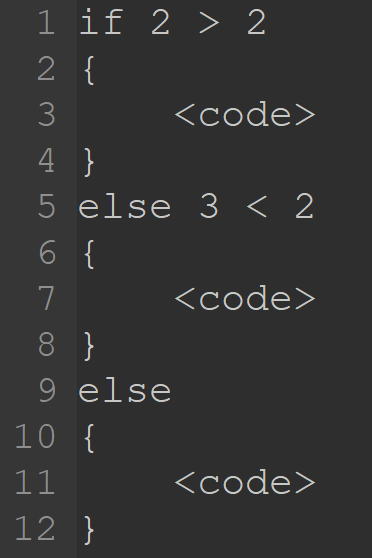 1 if 2 > 2
2 {
3     <code>
4 }
5 else 3 < 2
6 {
7     <code>
8 }
9 else
10 {
11     <code>
12 }